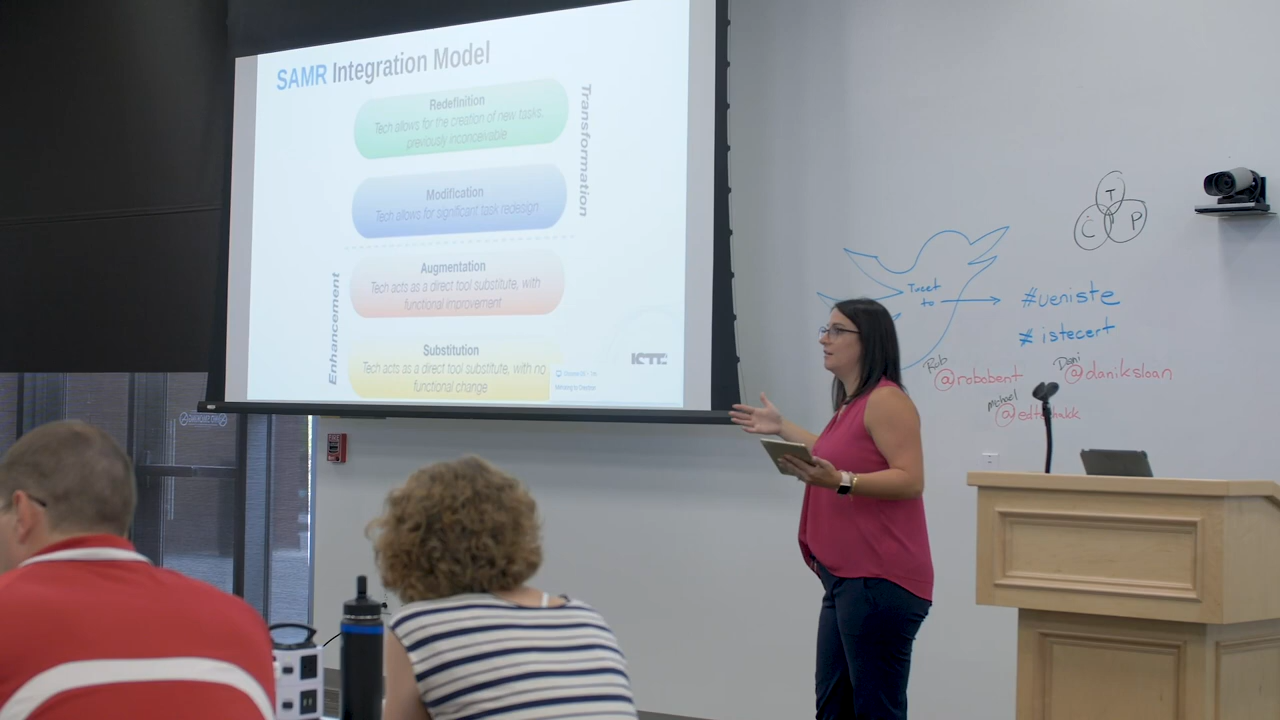 SAMR Integration Model
Redefinition
Tech allows for the creation of new tasks,
previously inconceivable
Modification
Tech allows for significant task redesign
Transformation
Augmentation
Tech acts as a direct tool substitute, with
functional improvement
Substitution
Tech acts as a direct tool substitute, with no
functional change
Enhancement
T
C
P
Tweet
to
#ueniste
# istecert
Rob
@robobent
Dani
@daniksloan
Michael